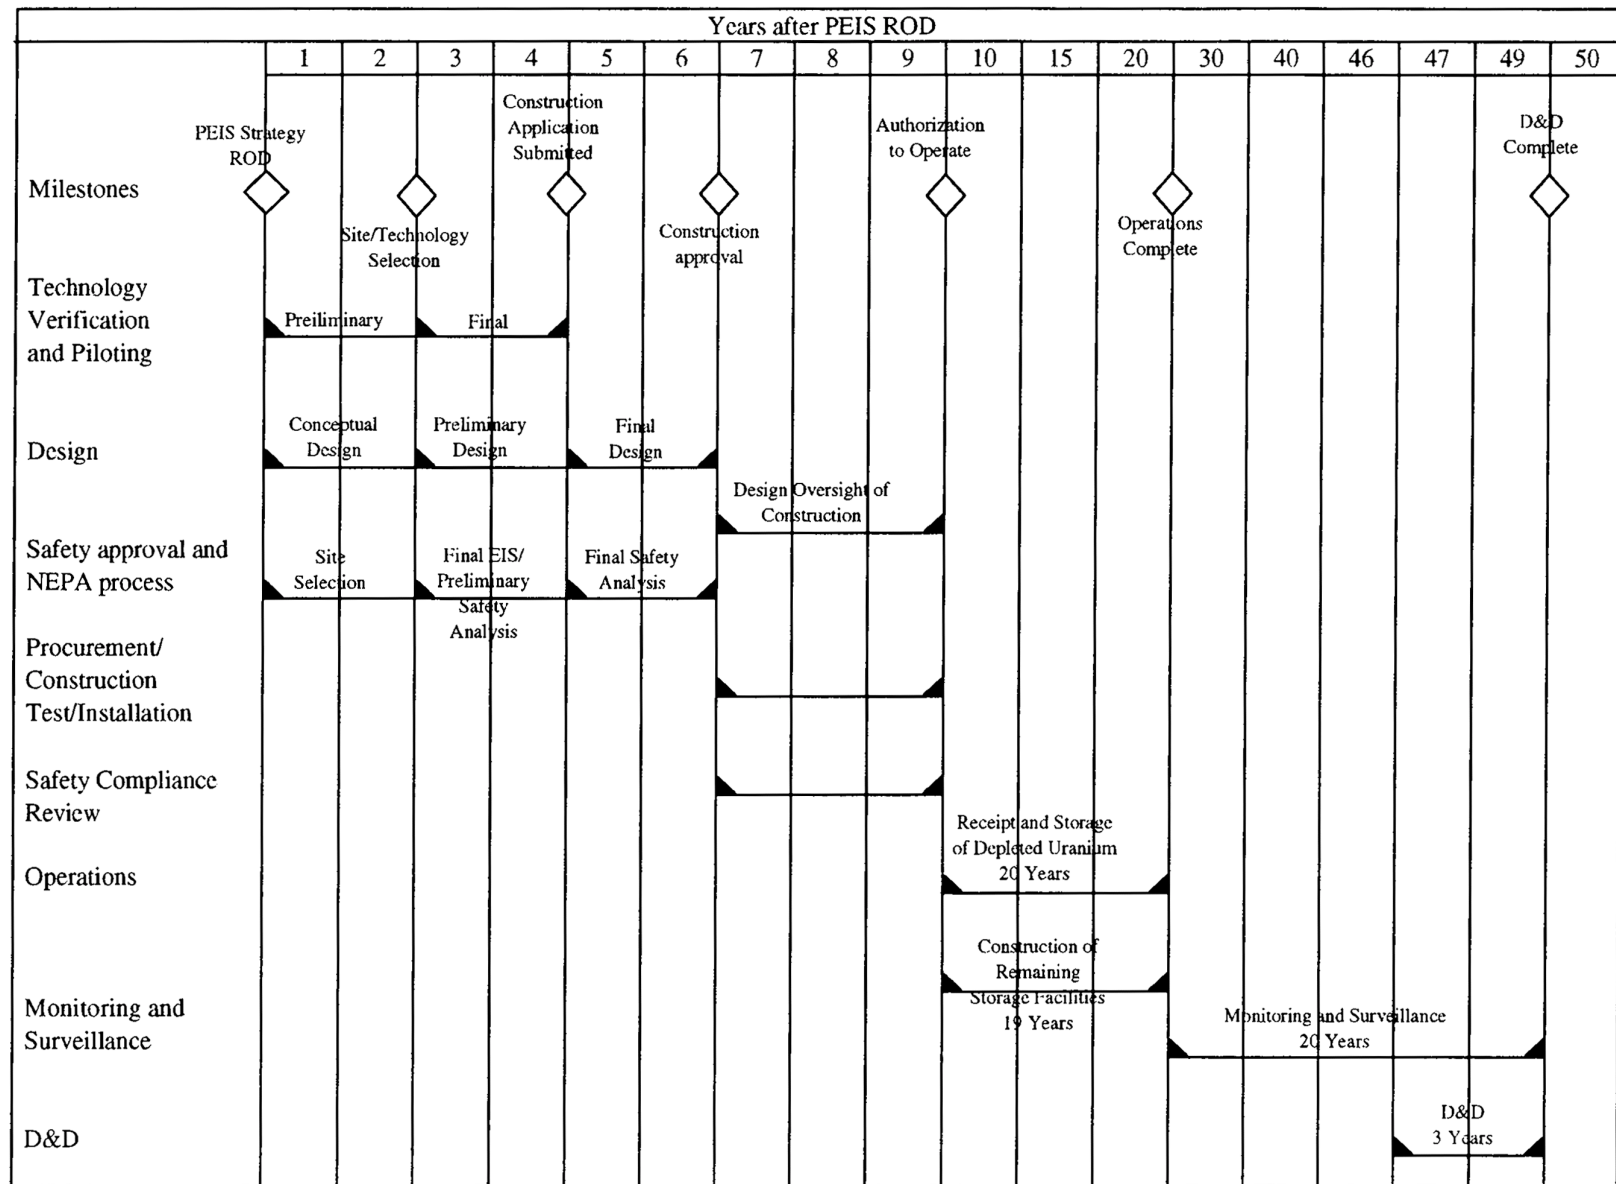 Years after PEIS ROD
1 2 3 4 5 6 7 8 9 10 15 20 30 40 46 47 49 50
Construction
Application
Submitted
PEIS Strategy
ROD
Authorization
to Operate
D&D
Complete
Milestones
Site/Technology
Selection
Construction
approval
Operations
Complete
Technology
Verification
and Piloting
Preiliminary
Final
Design
Conceptual
Design
Preliminary
Design
Final
Design
Design Oversight of
Construction
Safety approval and
NEPA process
Site
Selection
Final EIS/
Preliminary
Safety
Analysis
Final Safety
Analysis
Procurement/
Construction
Test/Installation
Safety Compliance
Review
Operations
Receipt and Storage
of Depleted Uranium
20 Years
Construction of
Remaining
Storage Facilities
19 Years
Monitoring and
Surveillance
Monitoring and Surveillance
20 Years
D&D
D&D
3 Years